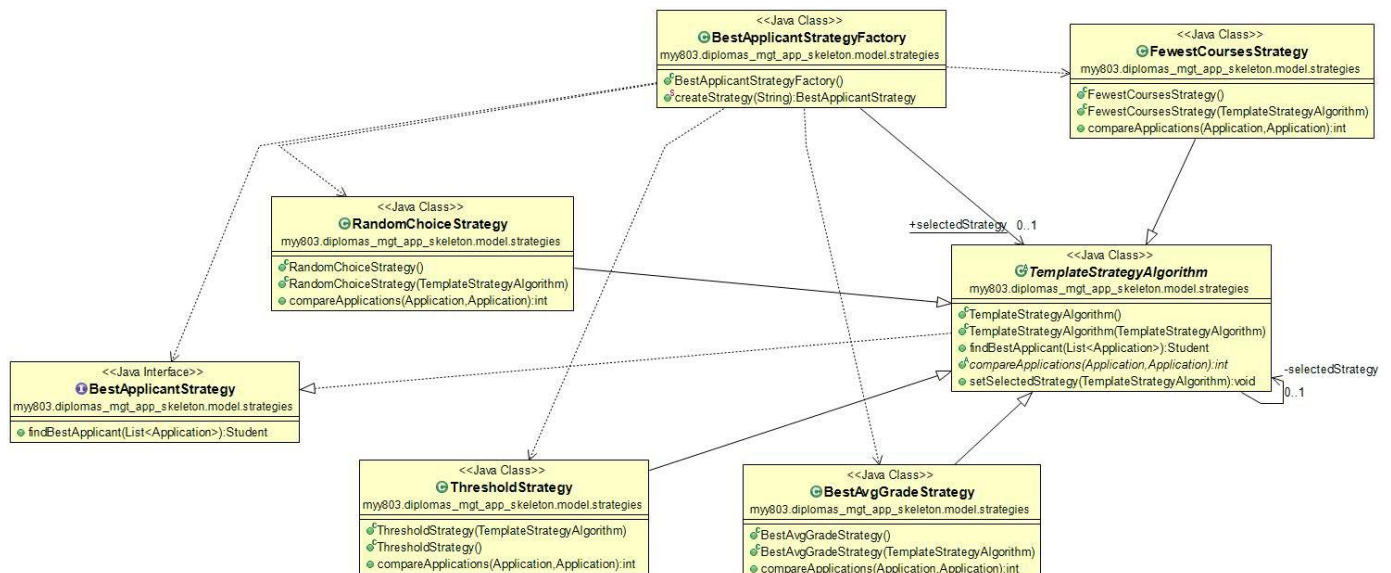 <<Java Class>>
BestApplicantStrategyFactory
myy803.diplomas_mgt_app_skeleton.model.strategies
BestApplicantStrategyFactory()
createStrategy(String):BestApplicantStrategy
<<Java Class>>
FewestCoursesStrategy
myy803.diplomas_mgt_app_skeleton.model.strategies
FewestCoursesStrategy()
FewestCoursesStrategy(TemplateStrategyAlgorithm)
compareApplications(Application,Application):int
<<Java Class>>
RandomChoiceStrategy
myy803.diplomas_mgt_app_skeleton.model.strategies
RandomChoiceStrategy()
RandomChoiceStrategy(TemplateStrategyAlgorithm)
compareApplications(Application,Application):int
+selectedStrategy 0..1
<<Java Class>>
TemplateStrategyAlgorithm
myy803.diplomas_mgt_app_skeleton.model.strategies
TemplateStrategyAlgorithm()
TemplateStrategyAlgorithm(TemplateStrategyAlgorithm)
findBestApplicant(List<Application>):Student
compareApplications(Application,Application):int
setSelectedStrategy(TemplateStrategyAlgorithm):void
-selectedStrategy
0..1
<<Java Interface>>
BestApplicantStrategy
myy803.diplomas_mgt_app_skeleton.model.strategies
findBestApplicant(List<Application>):Student
<<Java Class>>
ThresholdStrategy
myy803.diplomas_mgt_app_skeleton.model.strategies
ThresholdStrategy(TemplateStrategyAlgorithm)
ThresholdStrategy()
compareApplications(Application,Application):int
<<Java Class>>
BestAvgGradeStrategy
myy803.diplomas_mgt_app_skeleton.model.strategies
BestAvgGradeStrategy()
BestAvgGradeStrategy(TemplateStrategyAlgorithm)
compareApplications(Application,Application):int